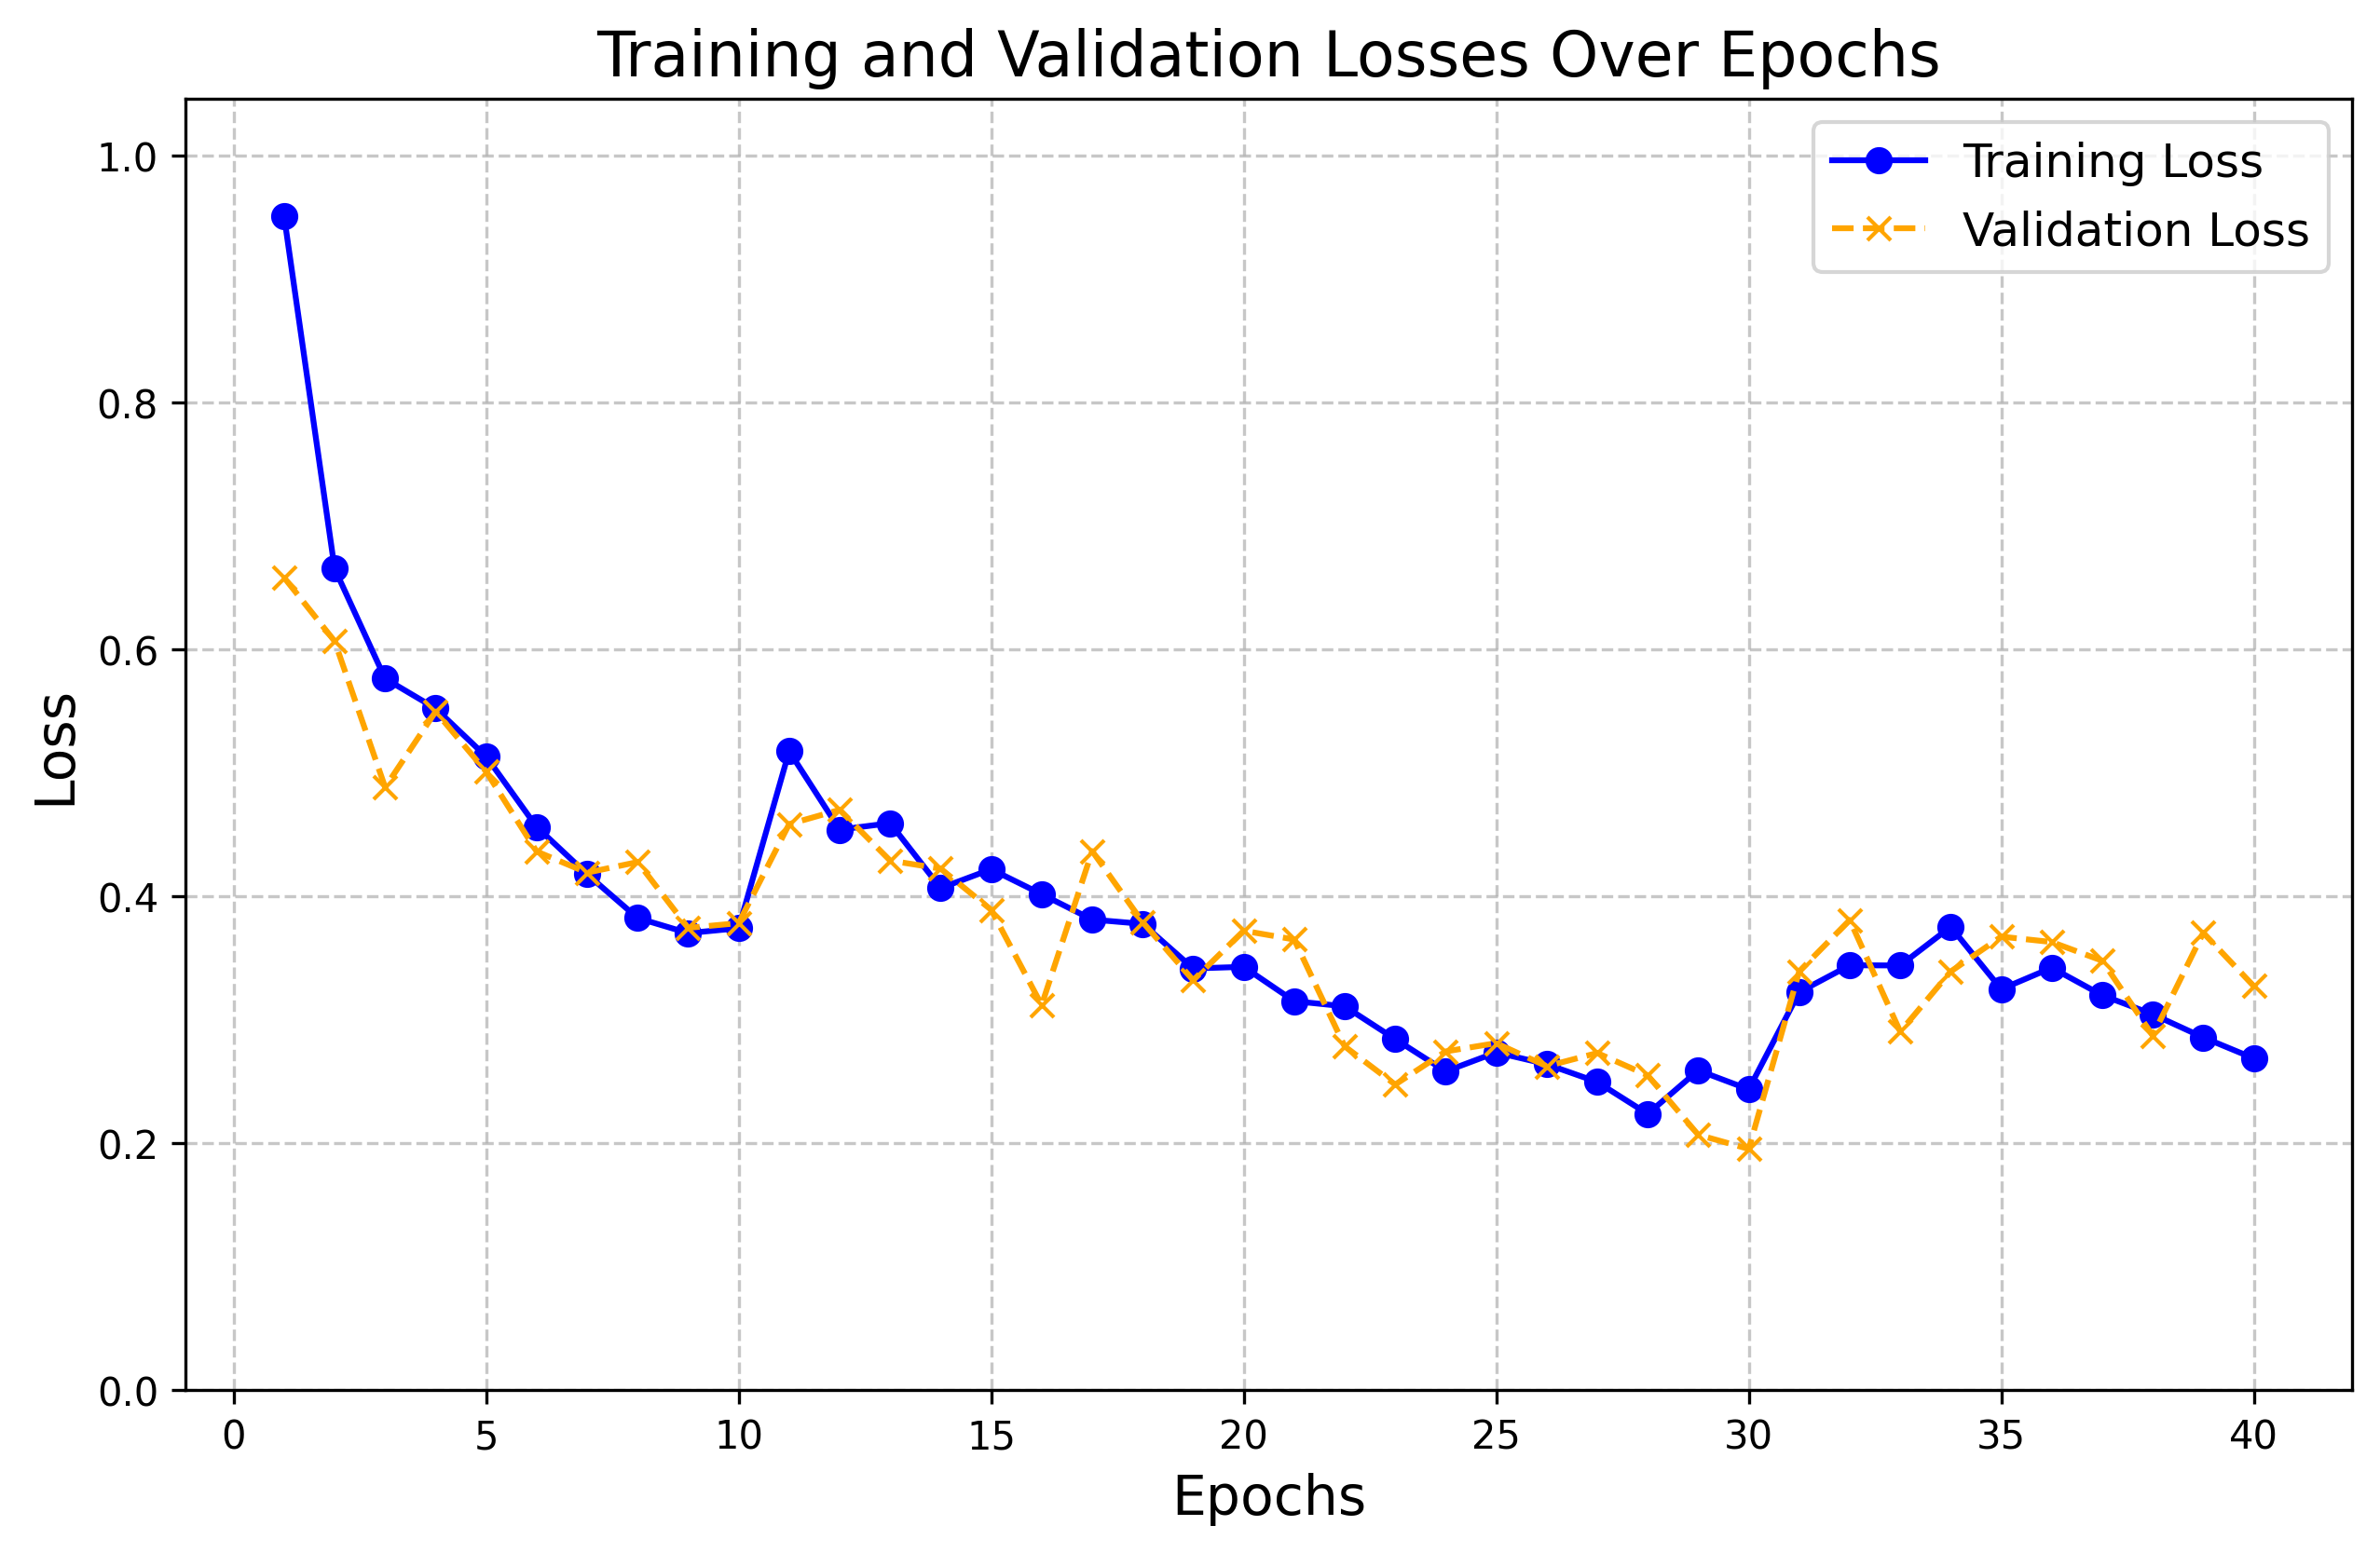 Training and Validation Losses Over Epochs
Training Loss
Validation Loss
Loss
1.0
0.8
0.6
0.4
0.2
0.0
0 5 10 15 20 25 30 35 40
Epochs